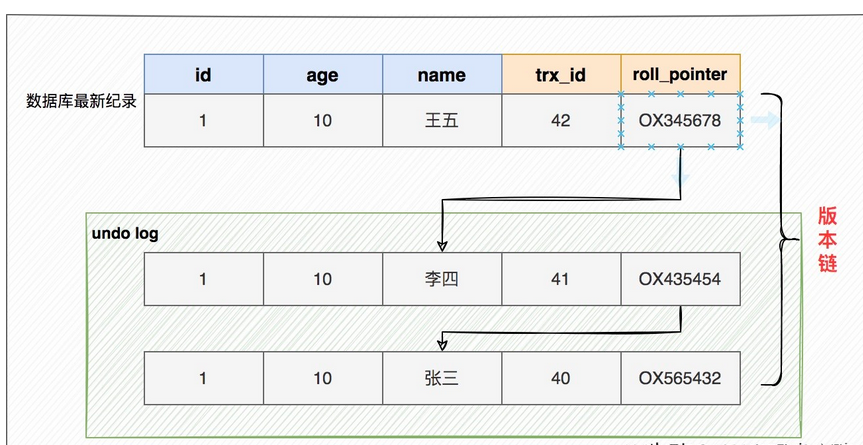 id age name trx_id roll_pointer
数据库最新纪录 1 10 王五 42 OX345678
版本链
undo log
1 10 李四 41 OX435454
1 10 张三 40 OX565432